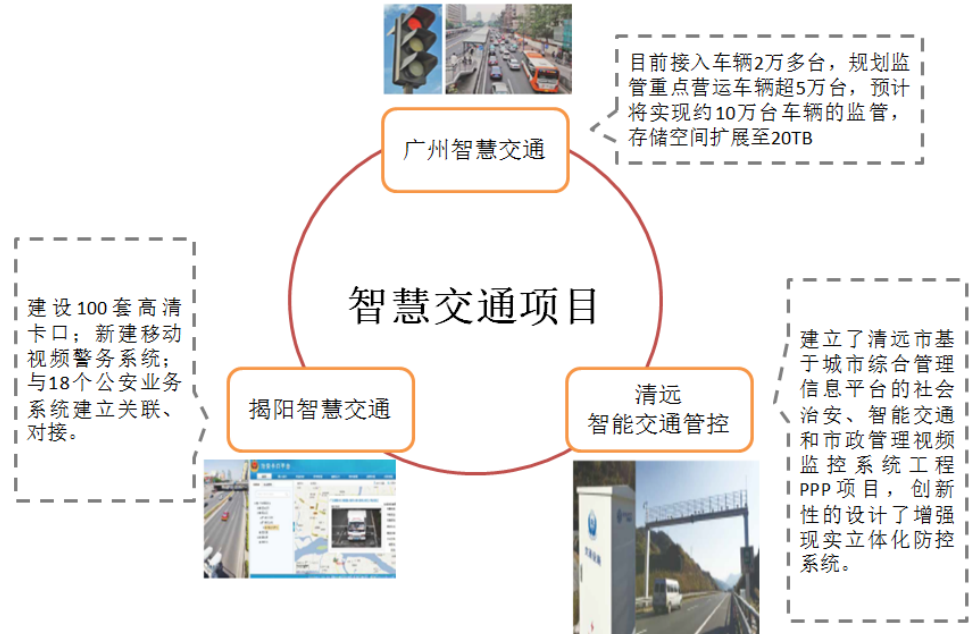 目前接入车辆2万多台，规划监
管重点营运车辆超5万台，预计
将实现约10万台车辆的监管，
存储空间扩展至20TB
广州智慧交通
智慧交通项目
建设100套高清
卡口；新建移动
视频警务系统；
与18个公安业务
系统建立关联、
对接。
揭阳智慧交通
清远
智能交通管控
建立了清远市基
于城市综合管理
信息平台的社会
治安、智能交通
和市政管理视频
监控系统工程
PPP项目，创新
性的设计了增强
现实立体化防控
系统。